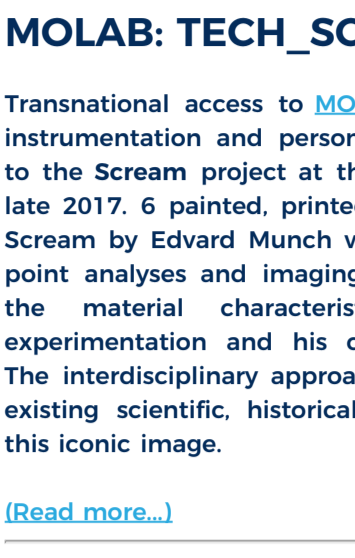 MOLAB: TECH_SC
Transnational access to MO
instrumentation and person
to the Scream project at th
late 2017. 6 painted, printe
Scream by Edvard Munch w
point analyses and imaging
the material characteris
experimentation and his c
The interdisciplinary approa
existing scientific, historical
this iconic image.
(Read more...)